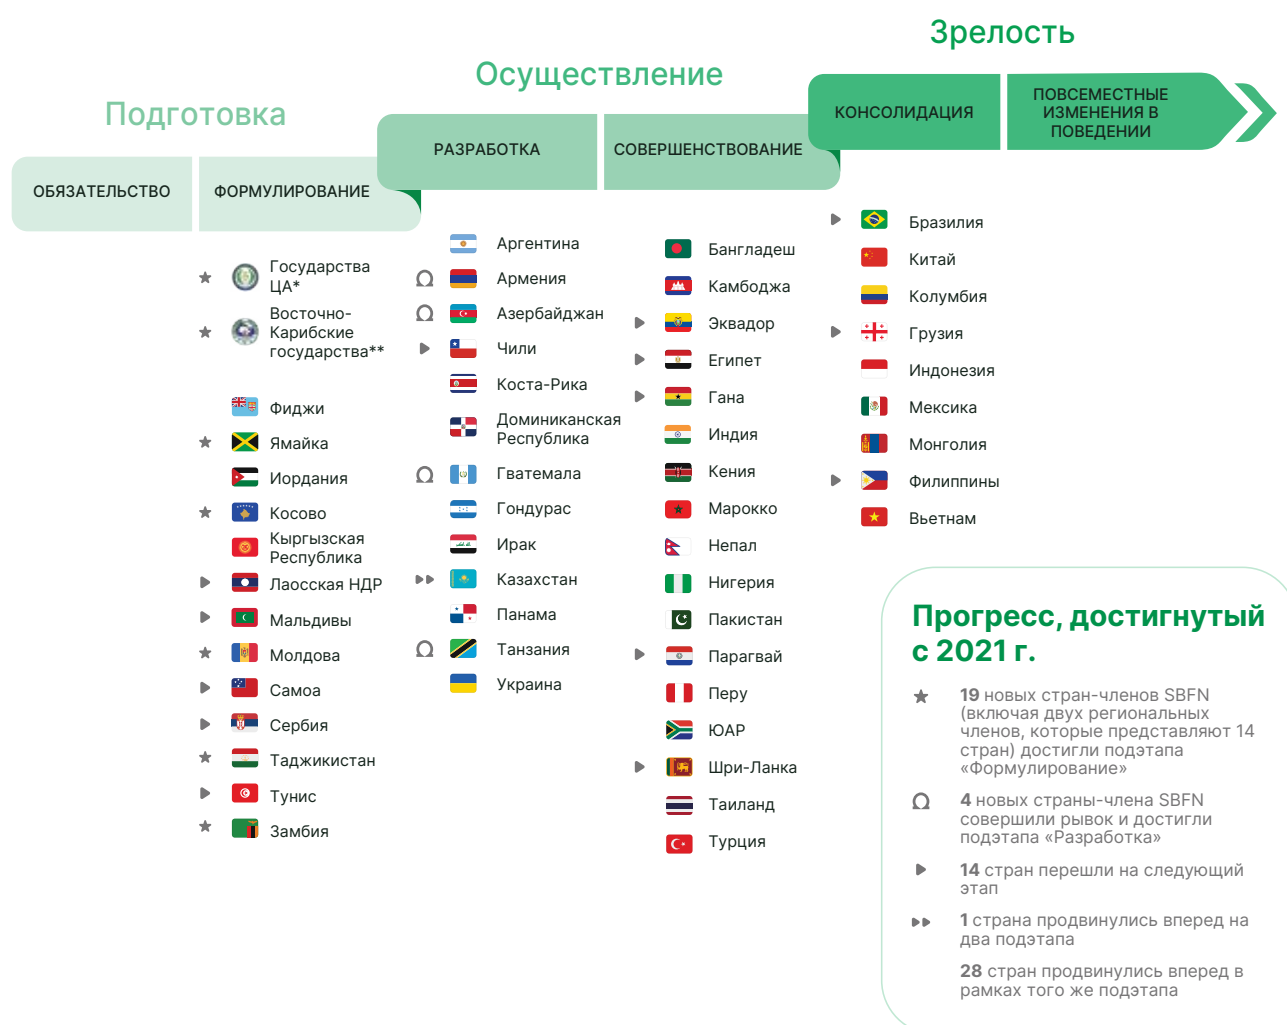 Подготовка
Осуществление
Зрелость
ОБЯЗАТЕЛЬСТВО
ФОРМУЛИРОВАНИЕ
РАЗРАБОТКА
СОВЕРШЕНСТВОВАНИЕ
КОНСОЛИДАЦИЯ
ПОВСЕМЕСТНЫЕ
ИЗМЕНЕНИЯ В
ПОВЕДЕНИИ
Государства
ЦА*
Восточно-
Карибские
государства**
Фиджи
Ямайка
Иордания
Косово
Кыргызская
Республика
Лаосская НДР
Мальдивы
Молдова
Самоа
Сербия
Таджикистан
Тунис
Замбия
Аргентина
Армения
Азербайджан
Чили
Коста-Рика
Доминиканская
Республика
Гватемала
Гондурас
Ирак
Казахстан
Панама
Танзания
Украина
Бангладеш
Камбоджа
Эквадор
Египет
Гана
Индия
Кения
Марокко
Непал
Нигерия
Пакистан
Парагвай
Перу
ЮАР
Шри-Ланка
Таиланд
Турция
Бразилия
Китай
Колумбия
Грузия
Индонезия
Мексика
Монголия
Филиппины
Вьетнам
Прогресс, достигнутый
с 2021 г.
19 новых стран-членов SBFN
(включая двух региональных
членов, которые представляют 14
стран) достигли подэтапа
«Формулирование»
4 новых страны-члена SBFN
совершили рывок и достигли
подэтапа «Разработка»
14 стран перешли на следующий
этап
1 страна продвинулись вперед на
два подэтапа
28 стран продвинулись вперед в
рамках того же подэтапа